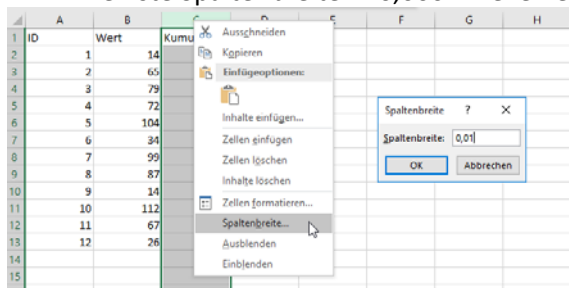 A B F G H
1 ID Wert Kumu
2 1 14
3 2 65
4 3 79
5 4 72
6 5 104
7 6 34
8 7 99
9 8 87
10 9 14
11 10 112
12 11 67
13 12 26
14
15
Ausschneiden
Kopieren
Einfügeoptionen:
Inhalte einfügen...
Zellen einfügen
Zellen löschen
Inhalte löschen
Zellen formatieren...
Spaltenbreite...
Ausblenden
Einblenden
Spaltenbreite ? ×
Spaltenbreite: 0,01
OK Abbrechen